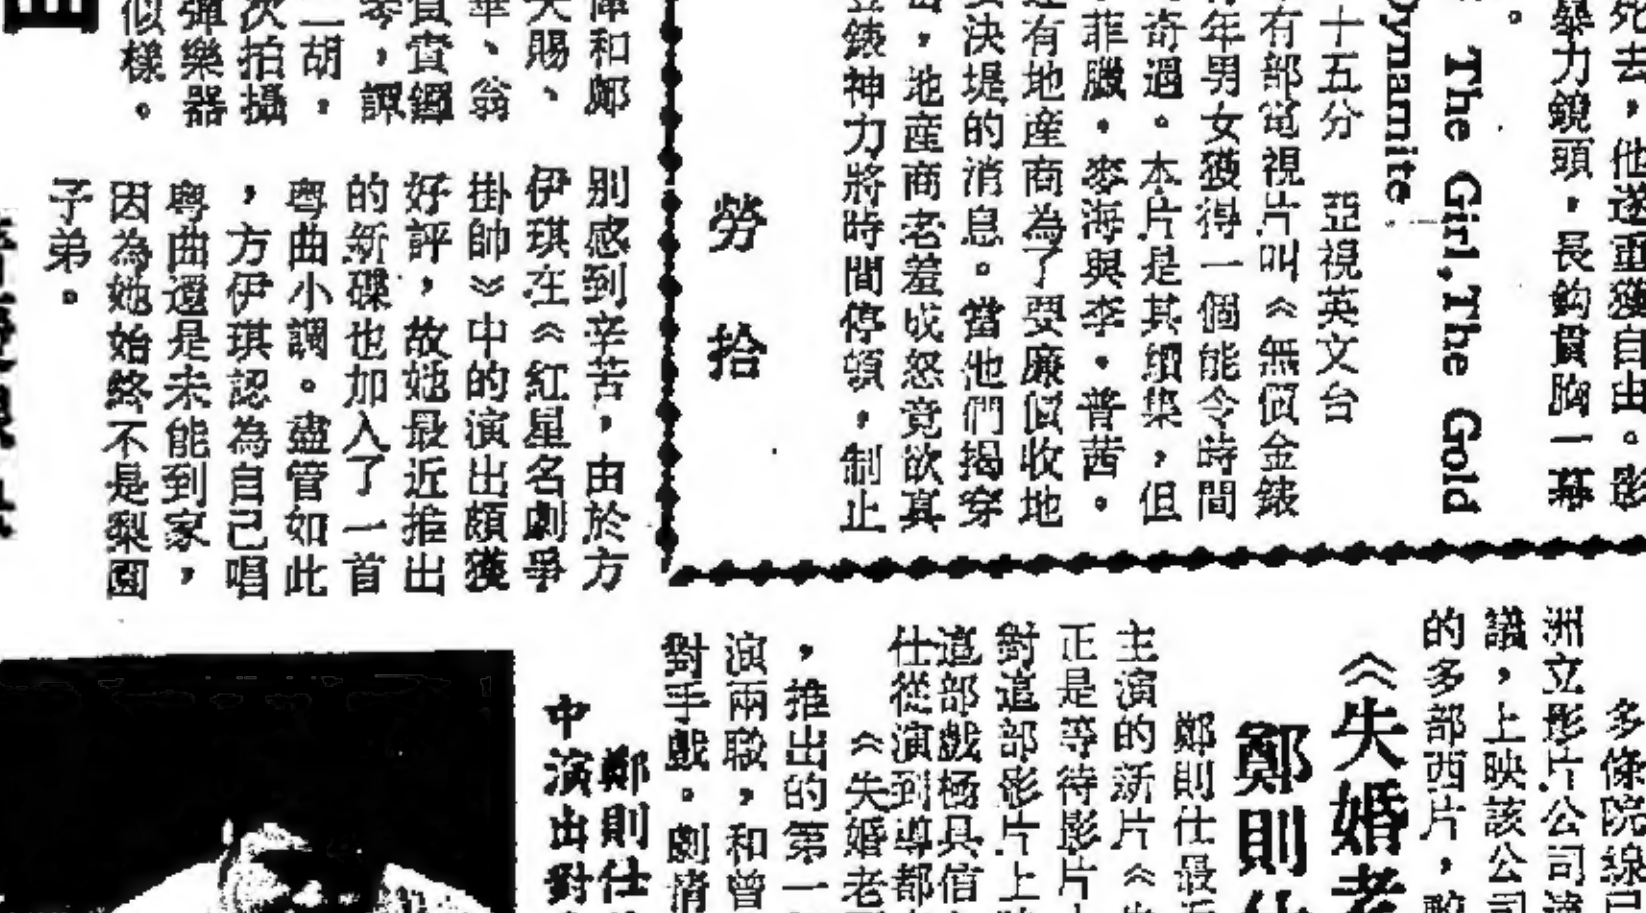 死去，他遂重獲自由。影
暴力鏡頭，長鈎貫胸一幕
。
The Girl,The Gold
Dynamite
十五分　亞視英文台
有部電視片叫《無價金錶
年男女獲得一個能令時間
奇遇。本片是其續集，但
菲臘・麥海與李・普茜。
有地產商為了要廉價收地
決堤的消息。當他們揭穿
，地產商老羞成怒竟欲真
錶神力將時間停頓，制止
勞拾
和鄭
賜、
、翁
賣鑼
琴，譚
二胡，
次拍攝
彈樂器
似樣。
別感到辛苦，由於方
伊琪在《紅星名劇爭
掛帥》中的演出頗獲
好評，故她最近推出
的新碟也加入了一首
粵曲小調。盡管如此
，方伊琪認為自己唱
粵曲還是未能到家，
因為她始終不是梨園
子弟。
多條院線已
洲立影片公司
議，上映該公司
的多部西片，
《失婚老
鄭則仕
鄭則仕最近
主演的新片《失
正是等待影片上
對這部影片上
這部戲極具信
仕從演到導都
《失婚老
，推出的第一
演兩段，和曾
對手戲。劇情
鄭則仕
中演出對